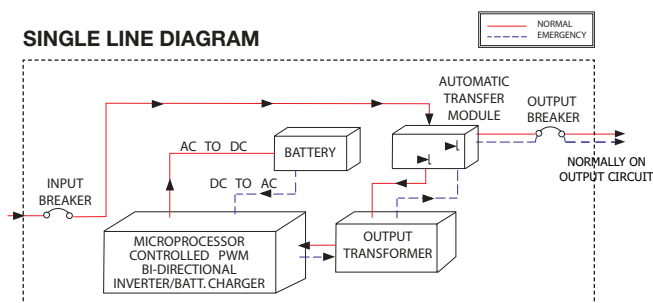 SINGLE LINE DIAGRAM
NORMAL
EMERGENCY
AUTOMATIC
TRANSFER
MODULE
OUTPUT
BREAKER
AC TO DC
BATTERY
DC TO AC
NORMALLY ON
OUTPUT CIRCUIT
INPUT
BREAKER
MICROPROCESSOR
CONTROLLED PWM
BI-DIRECTIONAL
INVERTER/BATT. CHARGER
OUTPUT
TRANSFORMER